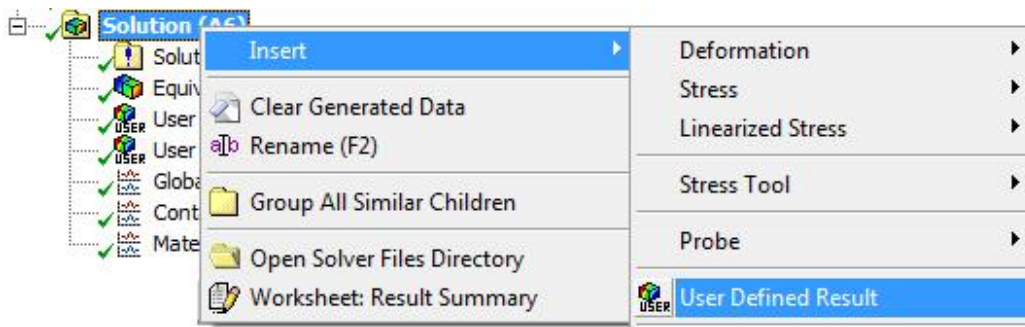 Solution (A6)
Solut
Equiv
User
User
Globa
Cont
Mate
Insert
Clear Generated Data
Rename (F2)
Group All Similar Children
Open Solver Files Directory
Worksheet: Result Summary
Deformation
Stress
Linearized Stress
Stress Tool
Probe
USER User Defined Result